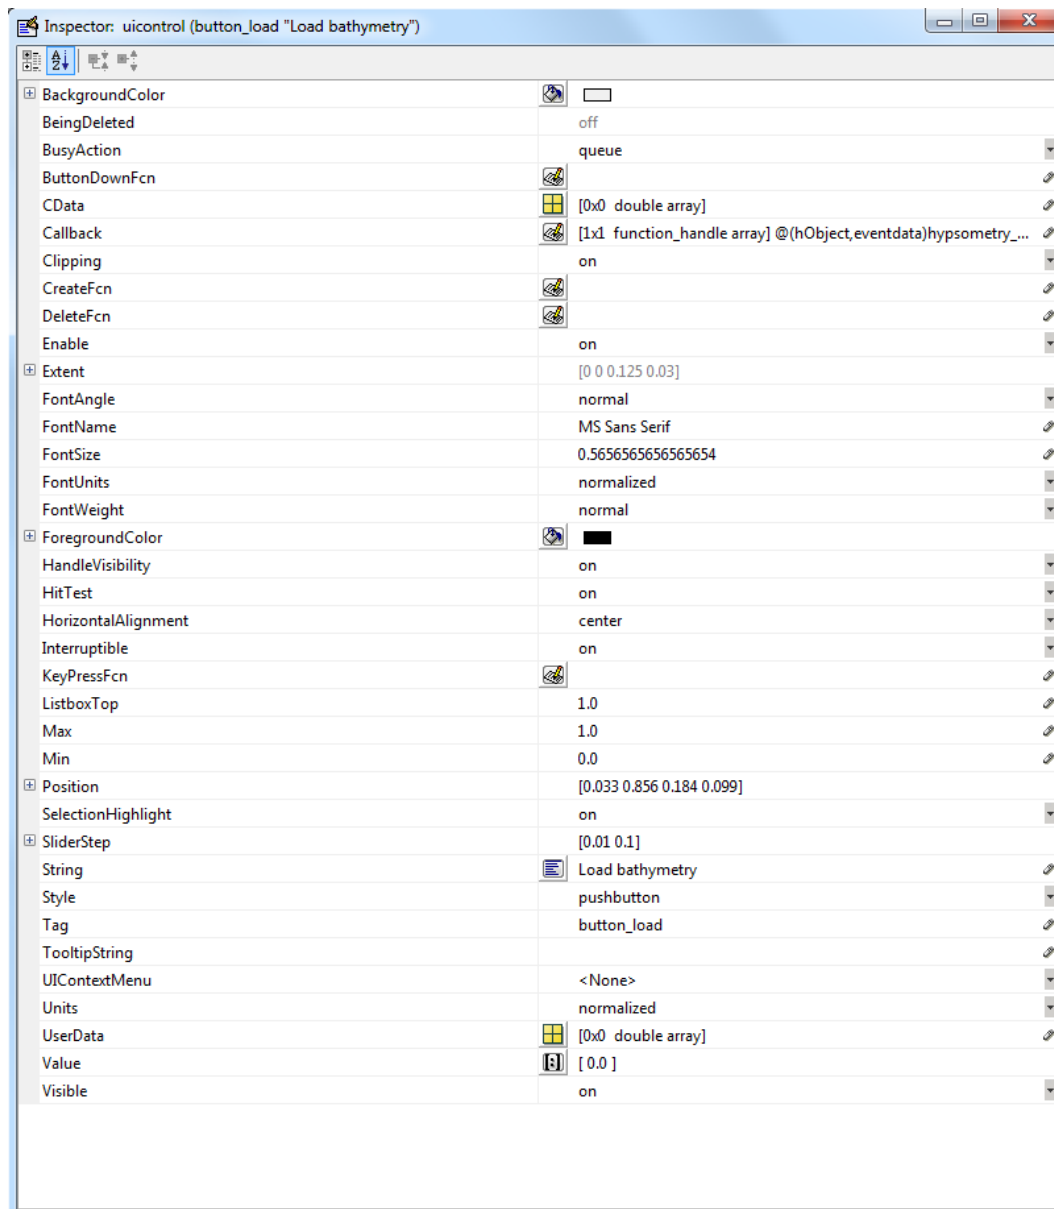 Inspector: uicontrol (button_load "Load bathymetry")
BackgroundColor
BeingDeleted off
BusyAction queue
ButtonDownFcn
CData [0x0 double array]
Callback [1x1 function_handle array] @(hObject,eventdata)hypsometry_...
Clipping on
CreateFcn
DeleteFcn
Enable on
Extent [0 0 0.125 0.03]
FontAngle normal
FontName MS Sans Serif
FontSize 0.5656565656565654
FontUnits normalized
FontWeight normal
ForegroundColor
HandleVisibility on
HitTest on
HorizontalAlignment center
Interruptible on
KeyPressFcn
ListboxTop 1.0
Max 1.0
Min 0.0
Position [0.033 0.856 0.184 0.099]
SelectionHighlight on
SliderStep [0.01 0.1]
String Load bathymetry
Style pushbutton
Tag button_load
TooltipString
UIContextMenu <None>
Units normalized
UserData [0x0 double array]
Value [ 0.0 ]
Visible on